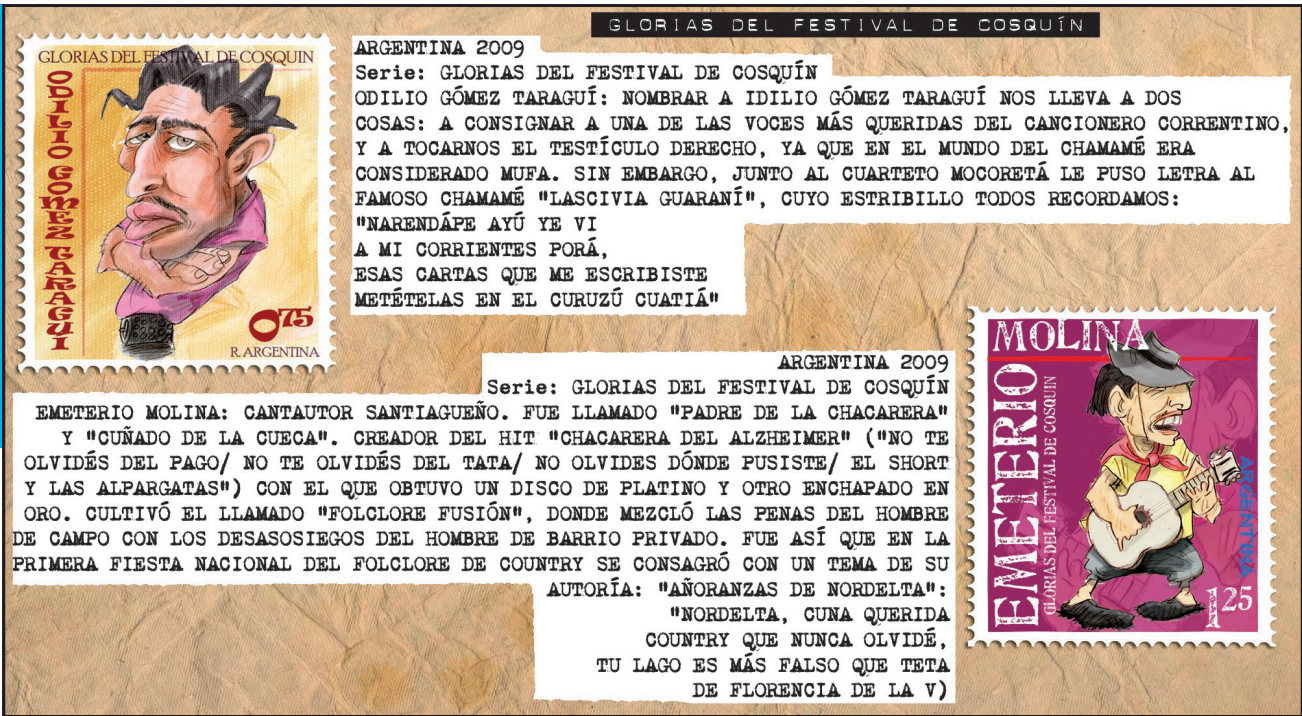 GLORIAS DEL FESTIVAL DE COSQUÍN
GLORIAS DEL FESTIVAL DE COSQUIN
ODILIO GOMEZ TARAGUI
075
R. ARGENTINA
ARGENTINA 2009
Serie: GLORIAS DEL FESTIVAL DE COSQUÍN
ODILIO GÓMEZ TARAGUÍ: NOMBRAR A IDILIO GÓMEZ TARAGUÍ NOS LLEVA A DOS
COSAS: A CONSIGNAR A UNA DE LAS VOCES MÁS QUERIDAS DEL CANCIONERO CORRENTINO,
Y A TOCARNOS EL TESTÍCULO DERECHO, YA QUE EN EL MUNDO DEL CHAMAMÉ ERA
CONSIDERADO MUFA. SIN EMBARGO, JUNTO AL CUARTETO MOCORETÁ LE PUSO LETRA AL
FAMOSO CHAMAMÉ "LASCIVIA GUARANÍ", CUYO ESTRIBILLO TODOS RECORDAMOS:
"NARENDÁPE AYÚ YE VI
A MI CORRIENTES PORÁ,
ESAS CARTAS QUE ME ESCRIBISTE
METÉTELAS EN EL CURUZÚ CUATIÁ"
ARGENTINA 2009
Serie: GLORIAS DEL FESTIVAL DE COSQUÍN
EMETERIO MOLINA: CANTAUTOR SANTIAGUEÑO. FUE LLAMADO "PADRE DE LA CHACARERA"
Y "CUÑADO DE LA CUECA". CREADOR DEL HIT "CHACARERA DEL ALZHEIMER" ("NO TE
OLVIDÉS DEL PAGO/ NO TE OLVIDÉS DEL TATA/ NO OLVIDES DÓNDE PUSISTE/ EL SHORT
Y LAS ALPARGATAS") CON EL QUE OBTUVO UN DISCO DE PLATINO Y OTRO ENCHAPADO EN
ORO. CULTIVÓ EL LLAMADO "FOLCLORE FUSIÓN", DONDE MEZCLÓ LAS PENAS DEL HOMBRE
DE CAMPO CON LOS DESASOSIEGOS DEL HOMBRE DE BARRIO PRIVADO. FUE ASÍ QUE EN LA
PRIMERA FIESTA NACIONAL DEL FOLCLORE DE COUNTRY SE CONSAGRÓ CON UN TEMA DE SU
AUTORÍA: "AÑORANZAS DE NORDELTA":
"NORDELTA, CUNA QUERIDA
COUNTRY QUE NUNCA OLVIDÉ,
TU LAGO ES MÁS FALSO QUE TETA
DE FLORENCIA DE LA V)
MOLINA
EMETERIO
GLORIAS DEL FESTIVAL DE COSQUIN
ARGENTINA
125